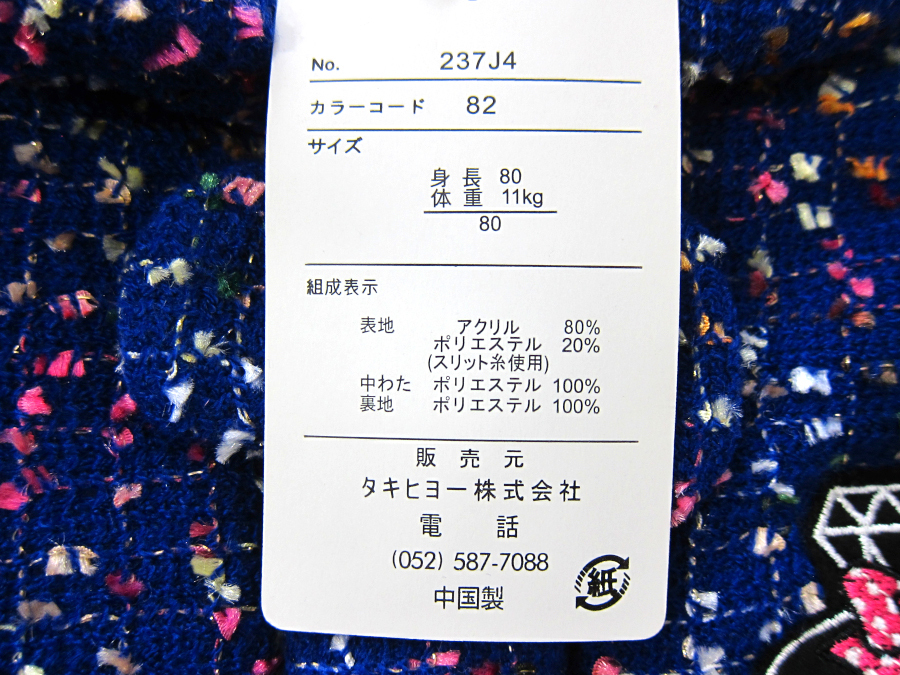 No. 237J4
カラーコード 82
サイズ
身長 80
体重 11kg
80
組成表示
表地 アクリル 80%
ポリエステル 20%
(スリット糸使用)
中わた ポリエステル 100%
裏地 ポリエステル 100%
販売元
タキヒヨー株式会社
電話
(052) 587-7088
中国製
紙